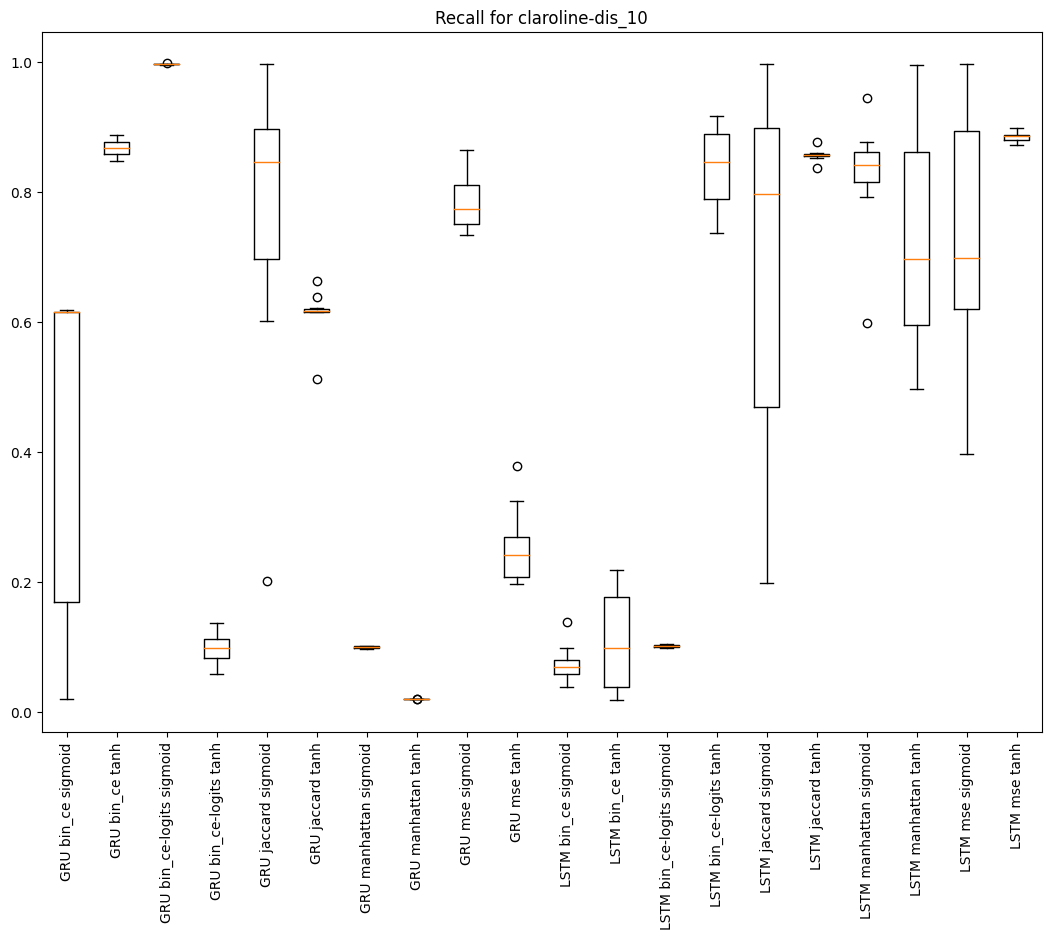 Recall for claroline-dis_10
1.0
0.8
0.6
0.4
0.2
0.0
GRU bin_ce sigmoid
GRU bin_ce tanh
GRU bin_ce-logits sigmoid
GRU bin_ce-logits tanh
GRU jaccard sigmoid
GRU jaccard tanh
GRU manhattan sigmoid
GRU manhattan tanh
GRU mse sigmoid
GRU mse tanh
LSTM bin_ce sigmoid
LSTM bin_ce tanh
LSTM bin_ce-logits sigmoid
LSTM bin_ce-logits tanh
LSTM jaccard sigmoid
LSTM jaccard tanh
LSTM manhattan sigmoid
LSTM manhattan tanh
LSTM mse sigmoid
LSTM mse tanh